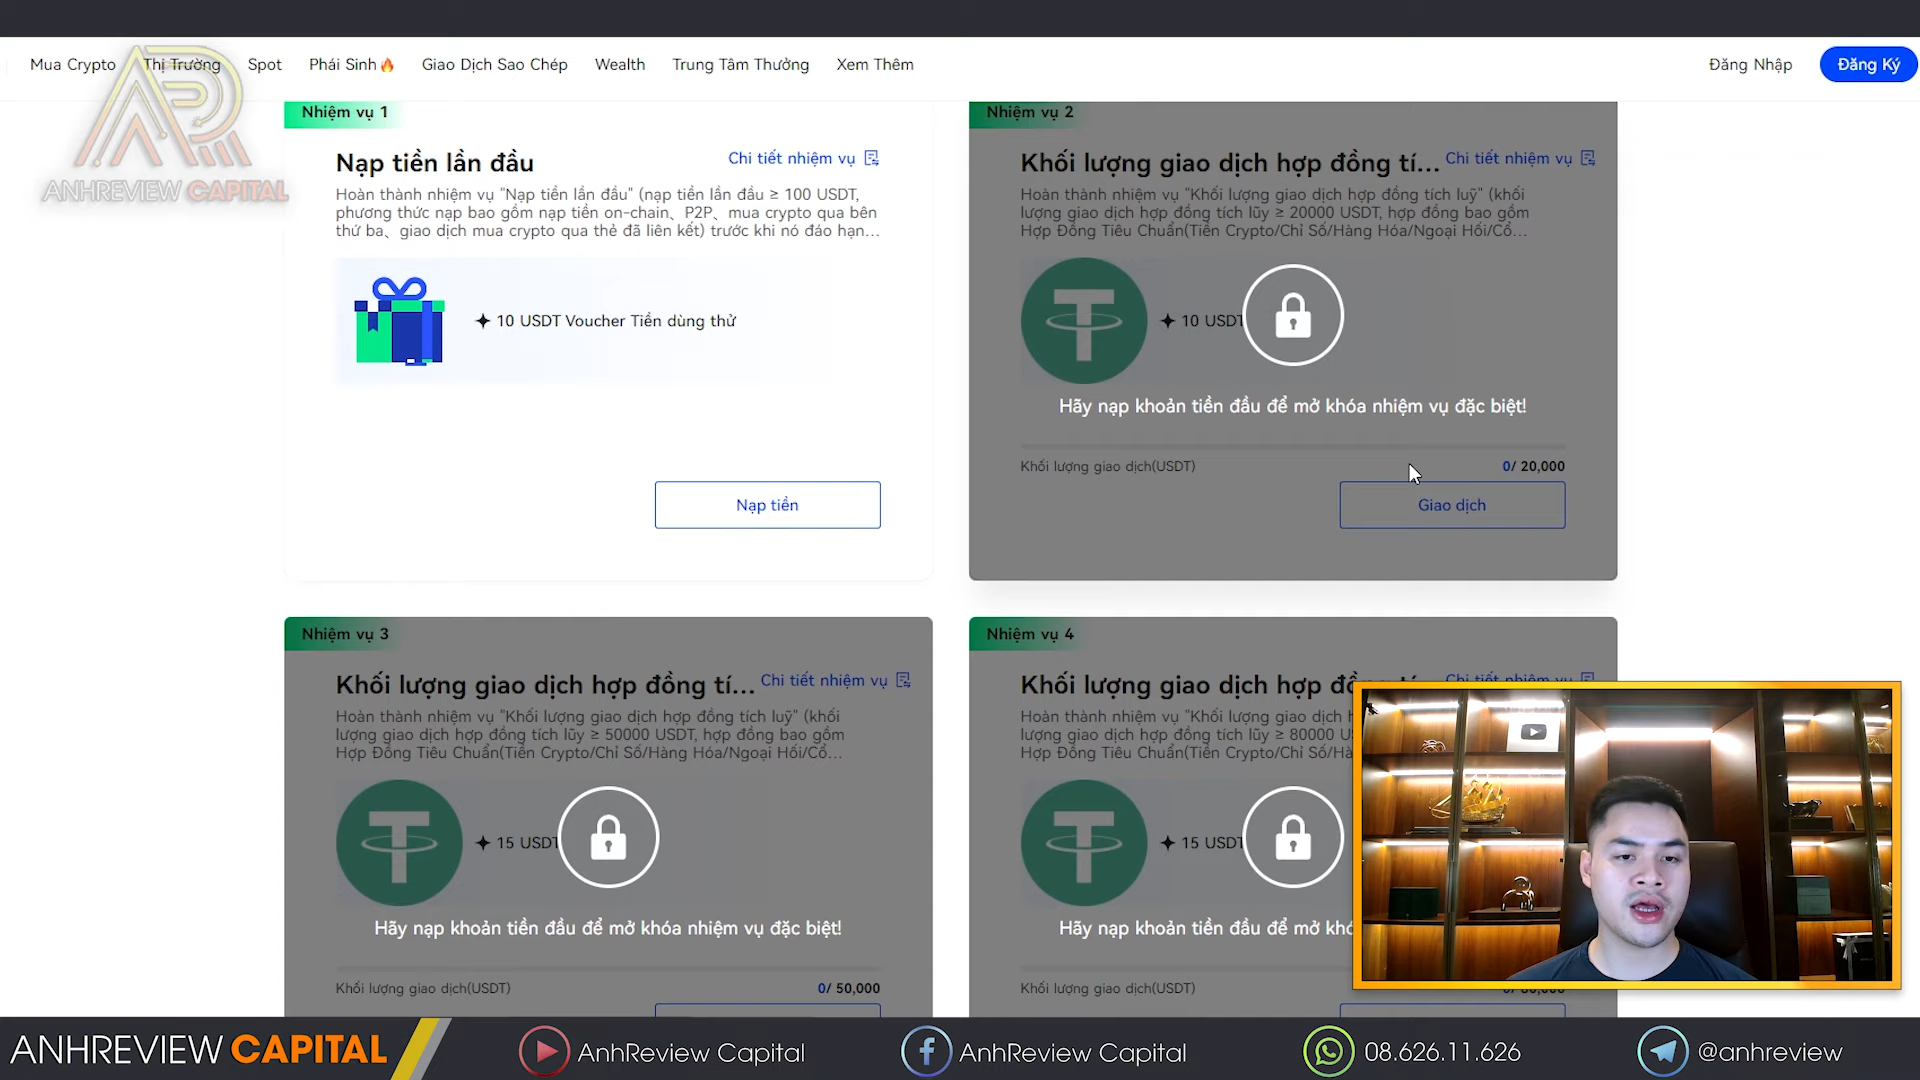 Mua Crypto
Thị Trường
Spot
Phái Sinh
Giao Dịch Sao Chép
Wealth
Trung Tâm Thưởng
Xem Thêm
Đăng Nhập
Đăng Ký
ANHREVIEW CAPITAL
Nhiệm vụ 1
Nạp tiền lần đầu
Chi tiết nhiệm vụ
Hoàn thành nhiệm vụ "Nạp tiền lần đầu" (nạp tiền lần đầu ≥ 100 USDT,
phương thức nạp bao gồm nạp tiền on-chain、P2P、mua crypto qua bên
thứ ba、giao dịch mua crypto qua thẻ đã liên kết) trước khi nó đáo hạn...
10 USDT Voucher Tiền dùng thử
Nạp tiền
Nhiệm vụ 2
Khối lượng giao dịch hợp đồng tí...
Chi tiết nhiệm vụ
Hoàn thành nhiệm vụ "Khối lượng giao dịch hợp đồng tích luỹ" (khối
lượng giao dịch hợp đồng tích lũy ≥ 20000 USDT, hợp đồng bao gồm
Hợp Đồng Tiêu Chuẩn(Tiền Crypto/Chỉ Số/Hàng Hóa/Ngoại Hối/Cổ...
10 USDT
Hãy nạp khoản tiền đầu để mở khóa nhiệm vụ đặc biệt!
Khối lượng giao dịch(USDT)
0/ 20,000
Giao dịch
Nhiệm vụ 3
Khối lượng giao dịch hợp đồng tí...
Chi tiết nhiệm vụ
Hoàn thành nhiệm vụ "Khối lượng giao dịch hợp đồng tích luỹ" (khối
lượng giao dịch hợp đồng tích lũy ≥ 50000 USDT, hợp đồng bao gồm
Hợp Đồng Tiêu Chuẩn(Tiền Crypto/Chỉ Số/Hàng Hóa/Ngoại Hối/Cổ...
15 USDT
Hãy nạp khoản tiền đầu để mở khóa nhiệm vụ đặc biệt!
Khối lượng giao dịch(USDT)
0/ 50,000
Nhiệm vụ 4
Khối lượng giao dịch hợp
Chi tiết nhiệm vụ
Hoàn thành nhiệm vụ "Khối lượng giao dịch
lượng giao dịch hợp đồng tích lũy ≥ 80000
Hợp Đồng Tiêu Chuẩn(Tiền Crypto/Chỉ Số/
15 USDT
Hãy nạp khoản tiền đầu để mở
Khối lượng giao dịch(USDT)
ANHREVIEW CAPITAL
AnhReview Capital
AnhReview Capital
08.626.11.626
@anhreview